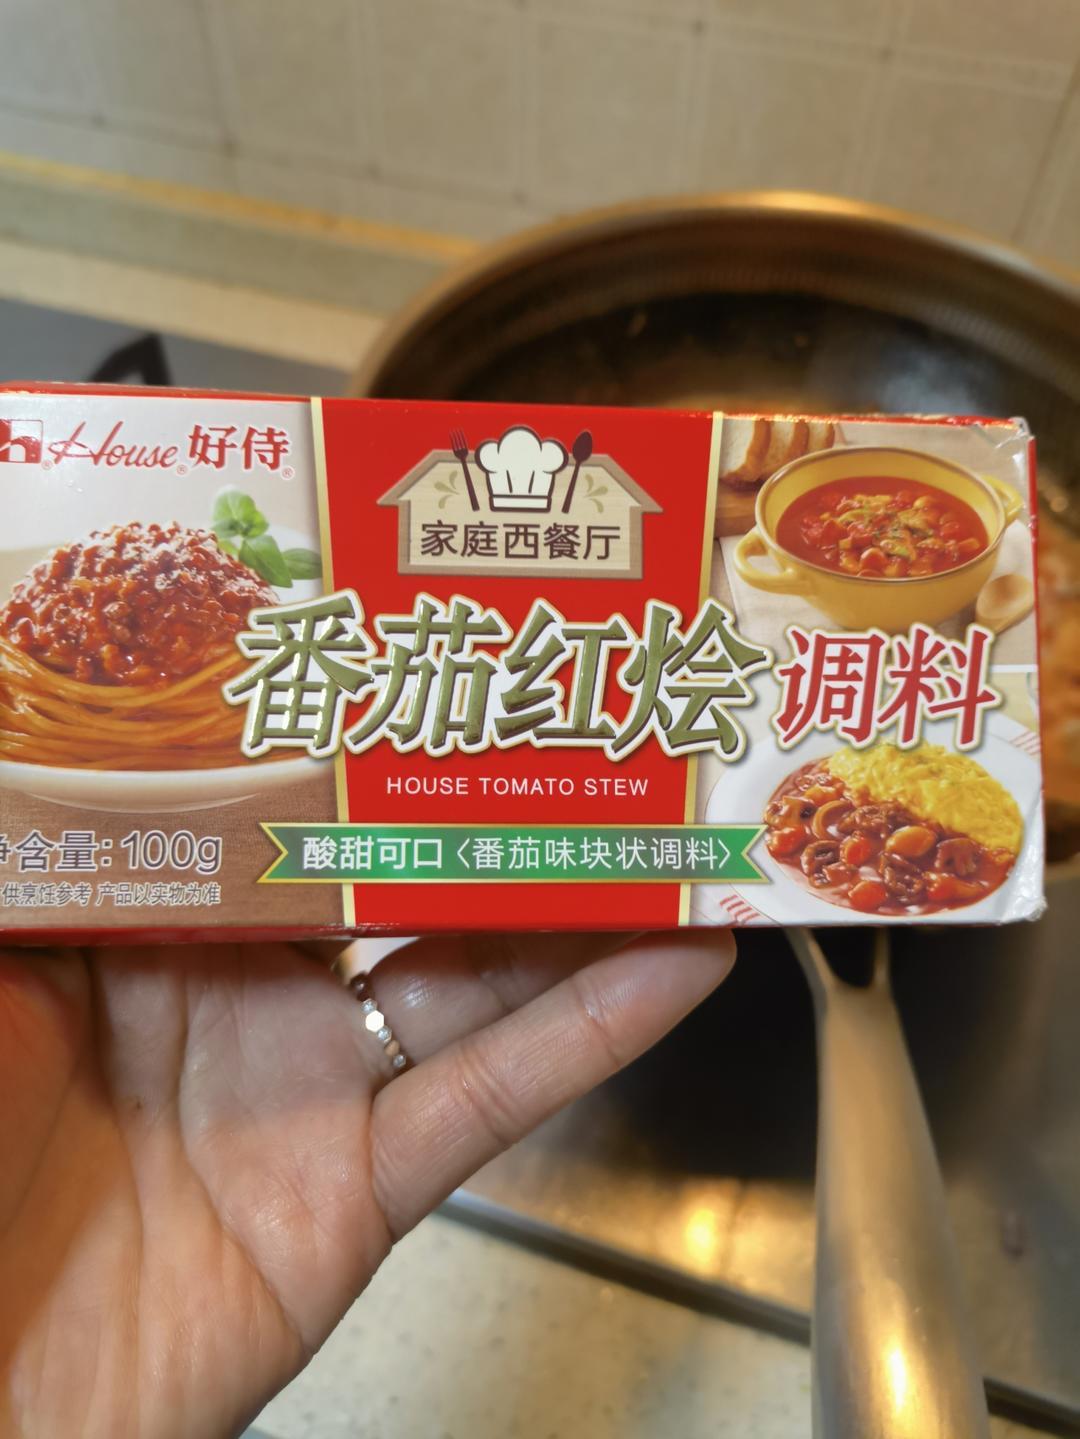 House 好侍
家庭西餐厅
番茄红烩调料
HOUSE TOMATO STEW
酸甜可口〈番茄味块状调料〉
净含量:100g
供烹饪参考 产品以实物为准